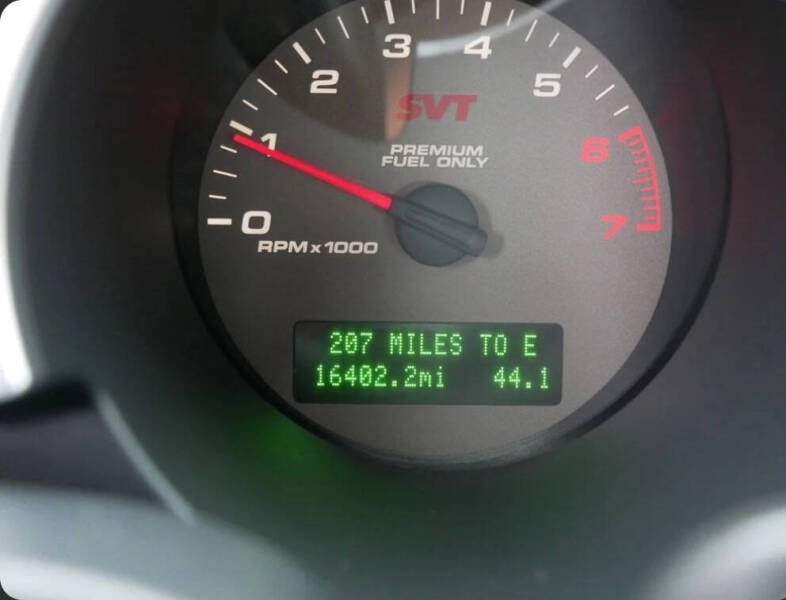 3 4
2 5
1 SVT 6
PREMIUM
FUEL ONLY
0 7
RPM x 1000
207 MILES TO E
16402.2mi 44.1